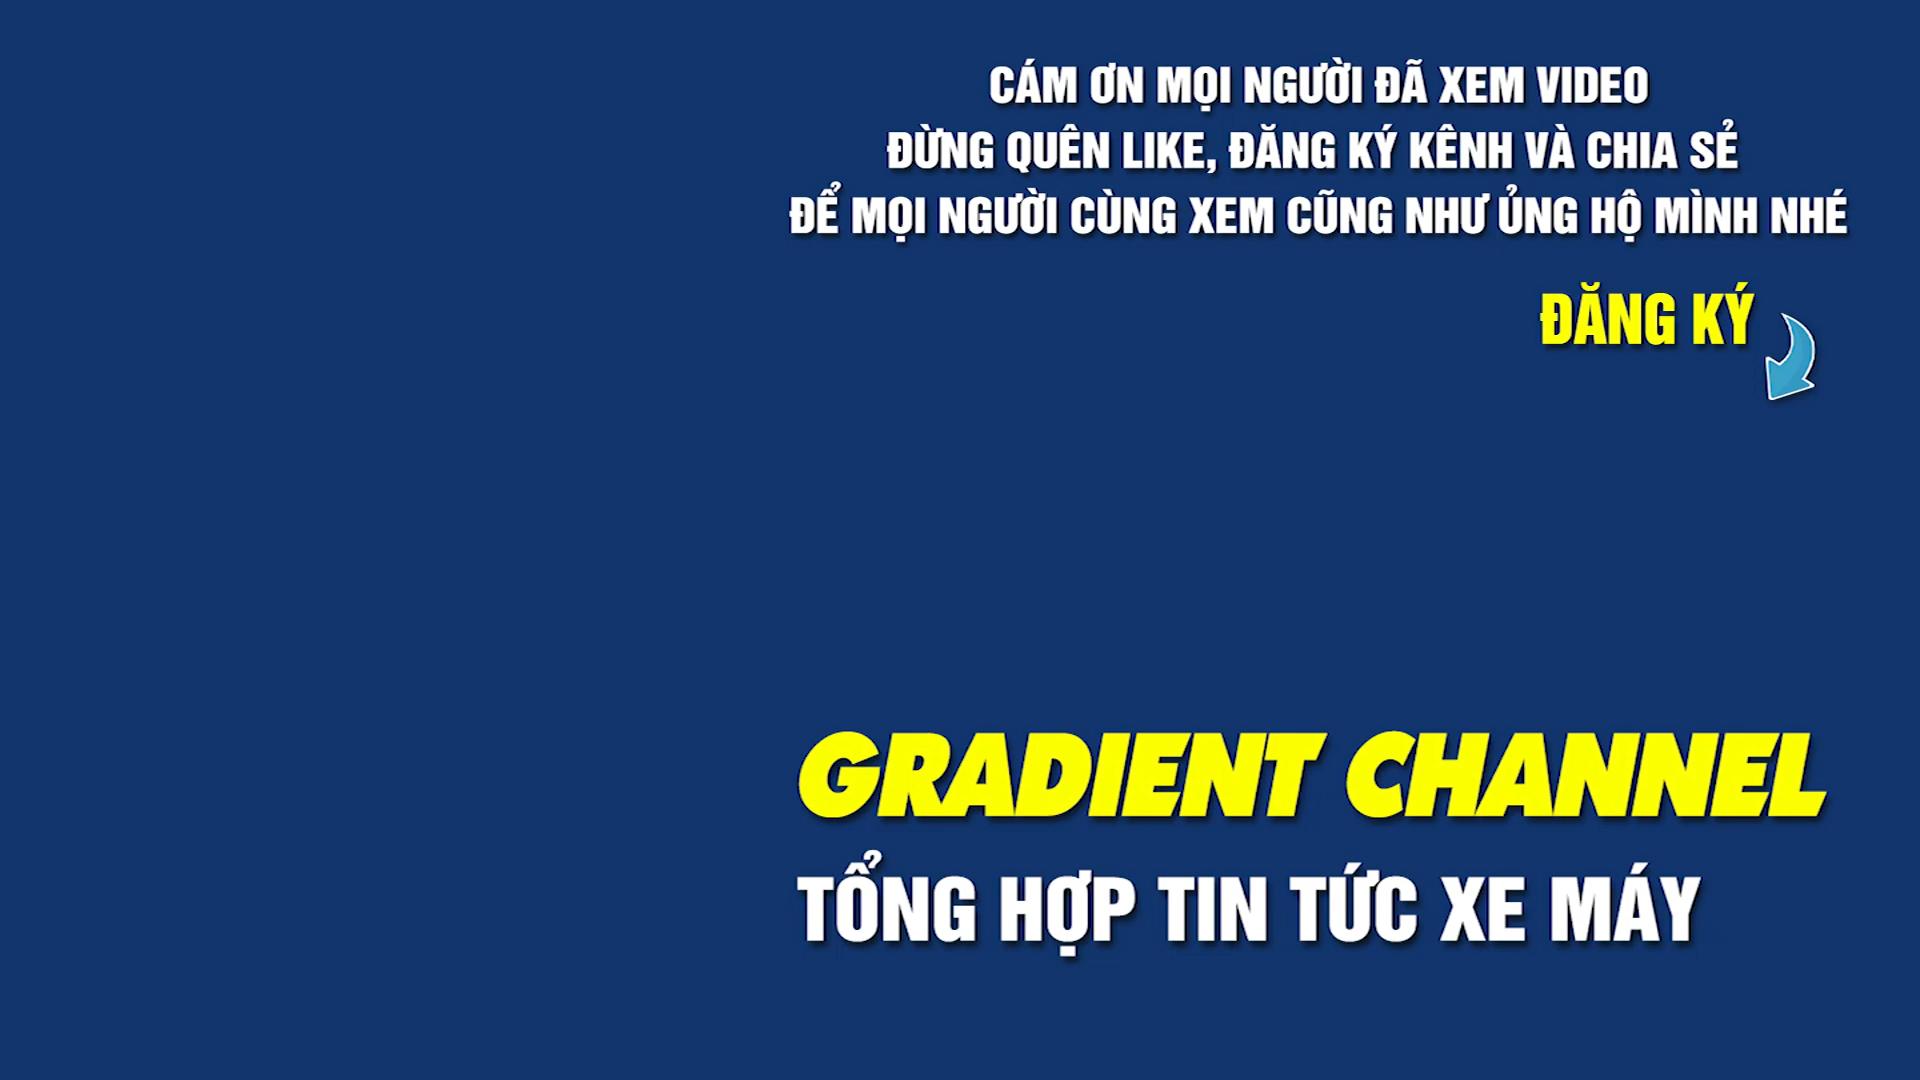 CÁM ƠN MỌI NGƯỜI ĐÃ XEM VIDEO
ĐỪNG QUÊN LIKE, ĐĂNG KÝ KÊNH VÀ CHIA SẺ
ĐỂ MỌI NGƯỜI CÙNG XEM CŨNG NHƯ ỦNG HỘ MÌNH NHÉ
ĐĂNG KÝ
GRADIENT CHANNEL
TỔNG HỢP TIN TỨC XE MÁY